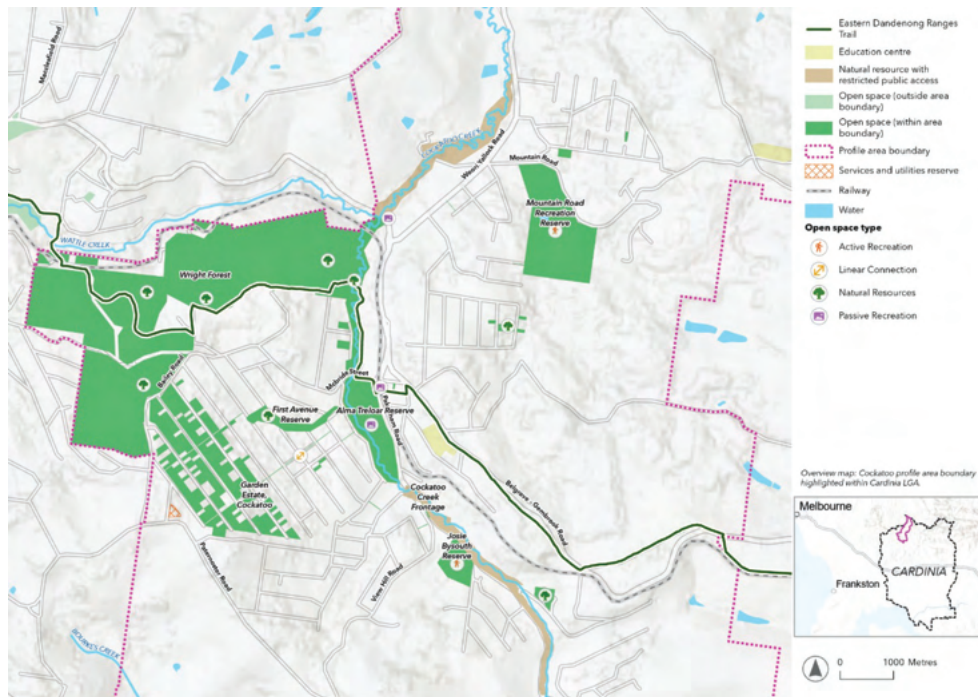 Macclesfield Road
COCKATOO CREEK
Woori Yallock Road
Mountain Road
Mountain Road
Recreation
Reserve
WATTLE CREEK
Wright Forest
Bailey Road
McBride Street
First Avenue
Reserve
Alma Treloar Reserve
Pakenham Road
Garden
Estate,
Cockatoo
Cockatoo
Creek
Frontage
Belgrave - Gembrook Road
Josie
Bysouth
Reserve
View Hill Road
Paternoster Road
Eastern Dandenong Ranges
Trail
Education centre
Natural resource with
restricted public access
Open space (outside area
boundary)
Open space (within area
boundary)
Profile area boundary
Services and utilities reserve
Railway
Water
Open space type
Active Recreation
Linear Connection
Natural Resources
Passive Recreation
Overview map: Cockatoo profile area boundary
highlighted within Cardinia LGA.
Melbourne
Frankston
CARDINIA
0 1000 Metres